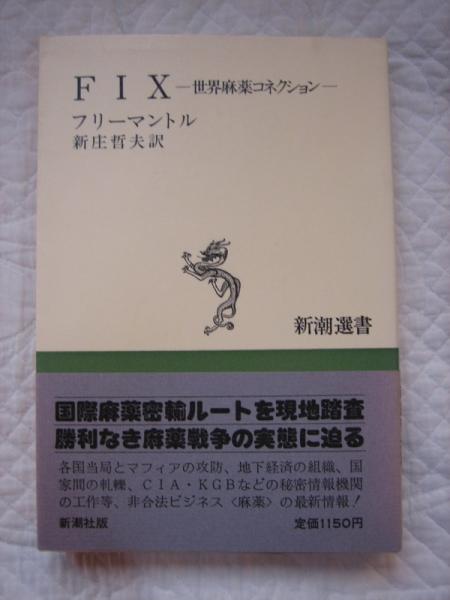 FIX―世界麻薬コネクション―
フリーマントル
新庄哲夫訳
新潮選書
国際麻薬密輸ルートを現地踏査
勝利なき麻薬戦争の実態に迫る
各国当局とマフィアの攻防、地下経済の組織、国
家間の軋轢、CIA・KGBなどの秘密情報機関
の工作等、非合法ビジネス〈麻薬〉の最新情報!
新潮社版
定価1150円